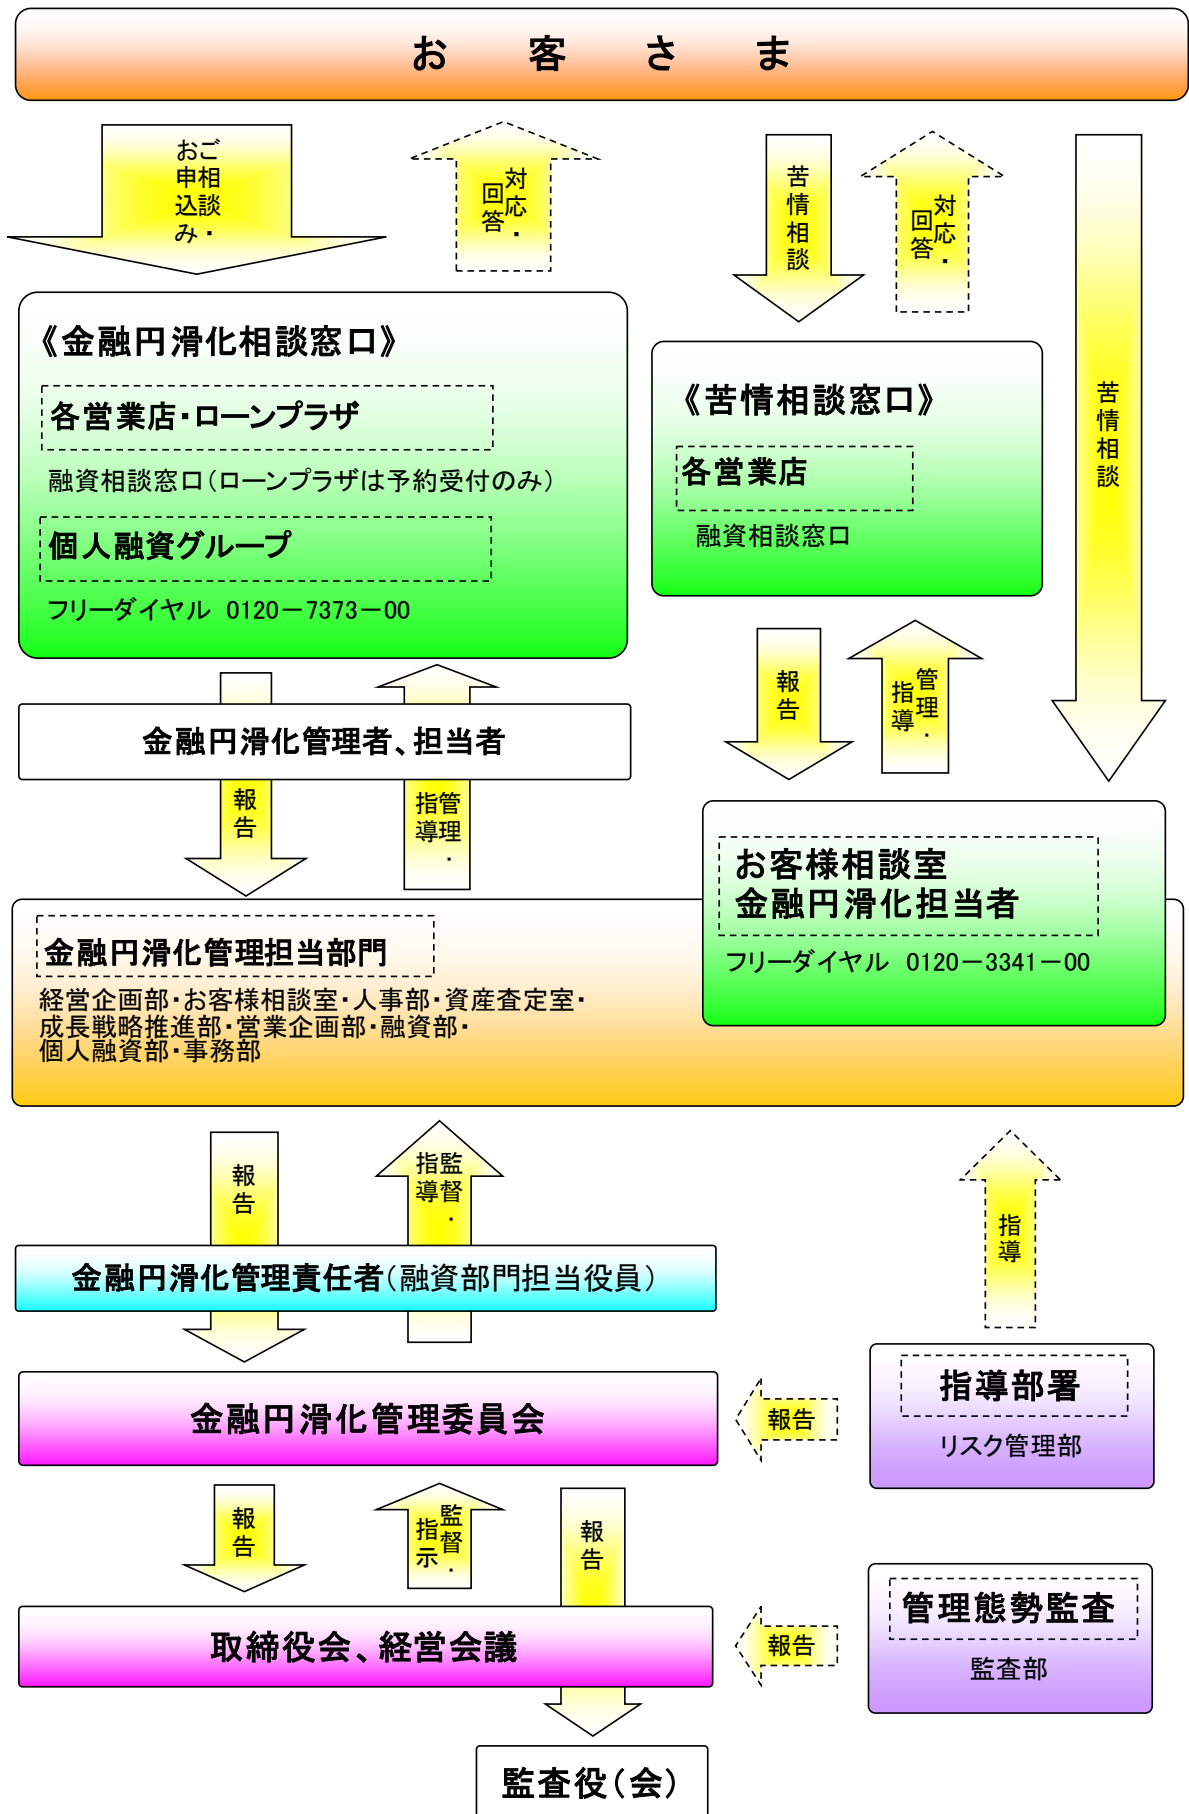 お客さま
ご相談・
お申込み
対応・
回答
苦情相談
対応・
回答
苦情相談
《金融円滑化相談窓口》
各営業店・ローンプラザ
融資相談窓口（ローンプラザは予約受付のみ）
個人融資グループ
フリーダイヤル　0120－7373－00
《苦情相談窓口》
各営業店
融資相談窓口
報告
管理・
指導
金融円滑化管理者、担当者
報告
管理・
指導
お客様相談室
金融円滑化担当者
フリーダイヤル　0120－3341－00
金融円滑化管理担当部門
経営企画部・お客様相談室・人事部・資産査定室・
成長戦略推進部・営業企画部・融資部・
個人融資部・事務部
報告
監督・
指導
指導
金融円滑化管理責任者（融資部門担当役員）
金融円滑化管理委員会
報告
指導部署
リスク管理部
報告
監督・
指示
報告
取締役会、経営会議
報告
管理態勢監査
監査部
監査役（会）